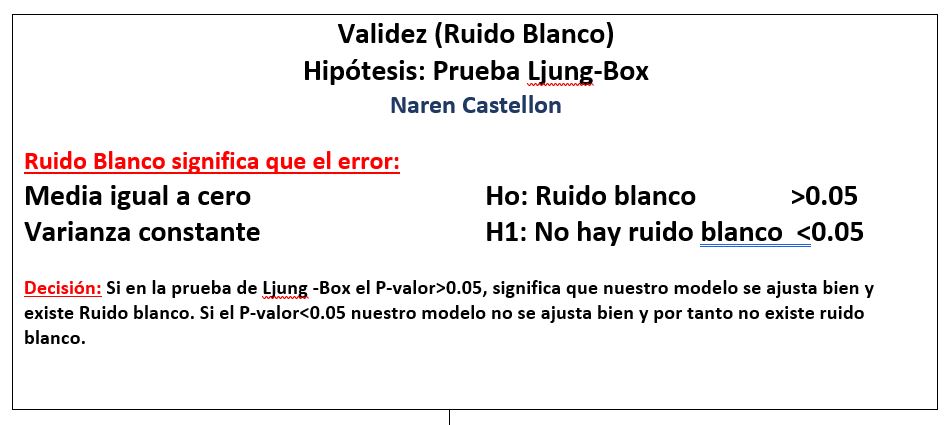 Validez (Ruido Blanco)
Hipótesis: Prueba Ljung-Box
Naren Castellon
Ruido Blanco significa que el error:
Media igual a cero Ho: Ruido blanco >0.05
Varianza constante H1: No hay ruido blanco <0.05
Decisión: Si en la prueba de Ljung -Box el P-valor>0.05, significa que nuestro modelo se ajusta bien y
existe Ruido blanco. Si el P-valor<0.05 nuestro modelo no se ajusta bien y por tanto no existe ruido
blanco.